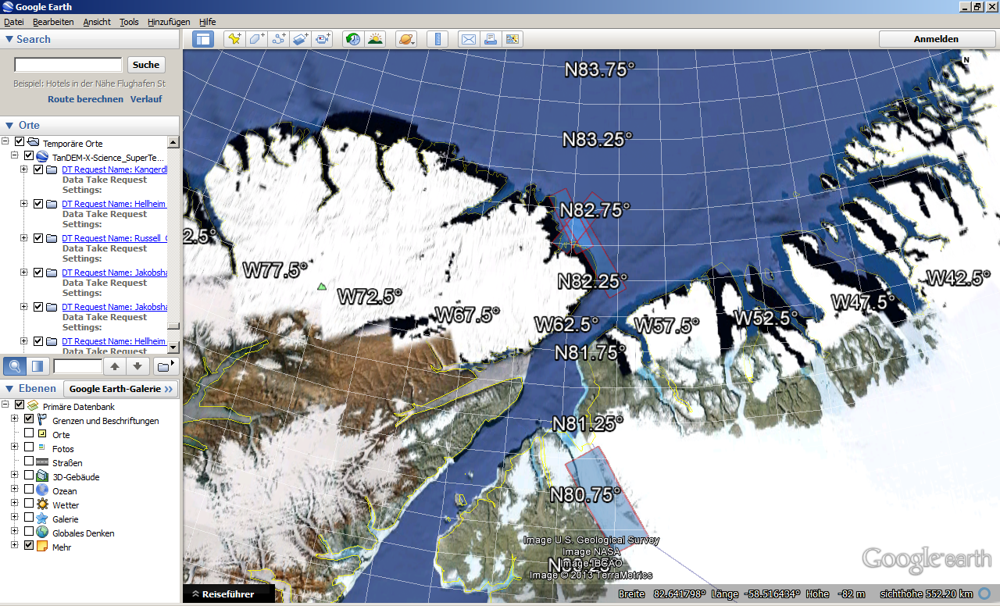 Google Earth
Datei Bearbeiten Ansicht Tools Hinzufügen Hilfe
Search
Suche
Beispiel: Hotels in der Nähe Flughafen St
Route berechnen Verlauf
Orte
Temporäre Orte
TanDEM-X-Science_SuperTe...
DT Request Name: Kangerdl
Data Take Request
Settings:
DT Request Name: Hellheim
Data Take Request
Settings:
DT Request Name: Russell_G
Data Take Request
Settings:
DT Request Name: Jakobsha
Data Take Request
Settings:
DT Request Name: Jakobsha
Data Take Request
Settings:
DT Request Name: Hellheim
Data Take Request
Ebenen
Google Earth-Galerie »
Primäre Datenbank
Grenzen und Beschriftungen
Orte
Fotos
Straßen
3D-Gebäude
Ozean
Wetter
Galerie
Globales Denken
Mehr
Anmelden
N
N83.75°
N83.25°
N82.75°
2.5°
W77.5°
N82.25°
W42.5°
W72.5°
W47.5°
W67.5°
W62.5°
W57.5°
W52.5°
N81.75°
N81.25°
N80.75°
Image U.S. Geological Survey
Image NASA
Image IBCAO
Image © 2013 TerraMetrics
Google earth
Reiseführer
Breite 82.641798° Länge -58.516434° Höhe -82 m sichthöhe 552.20 km